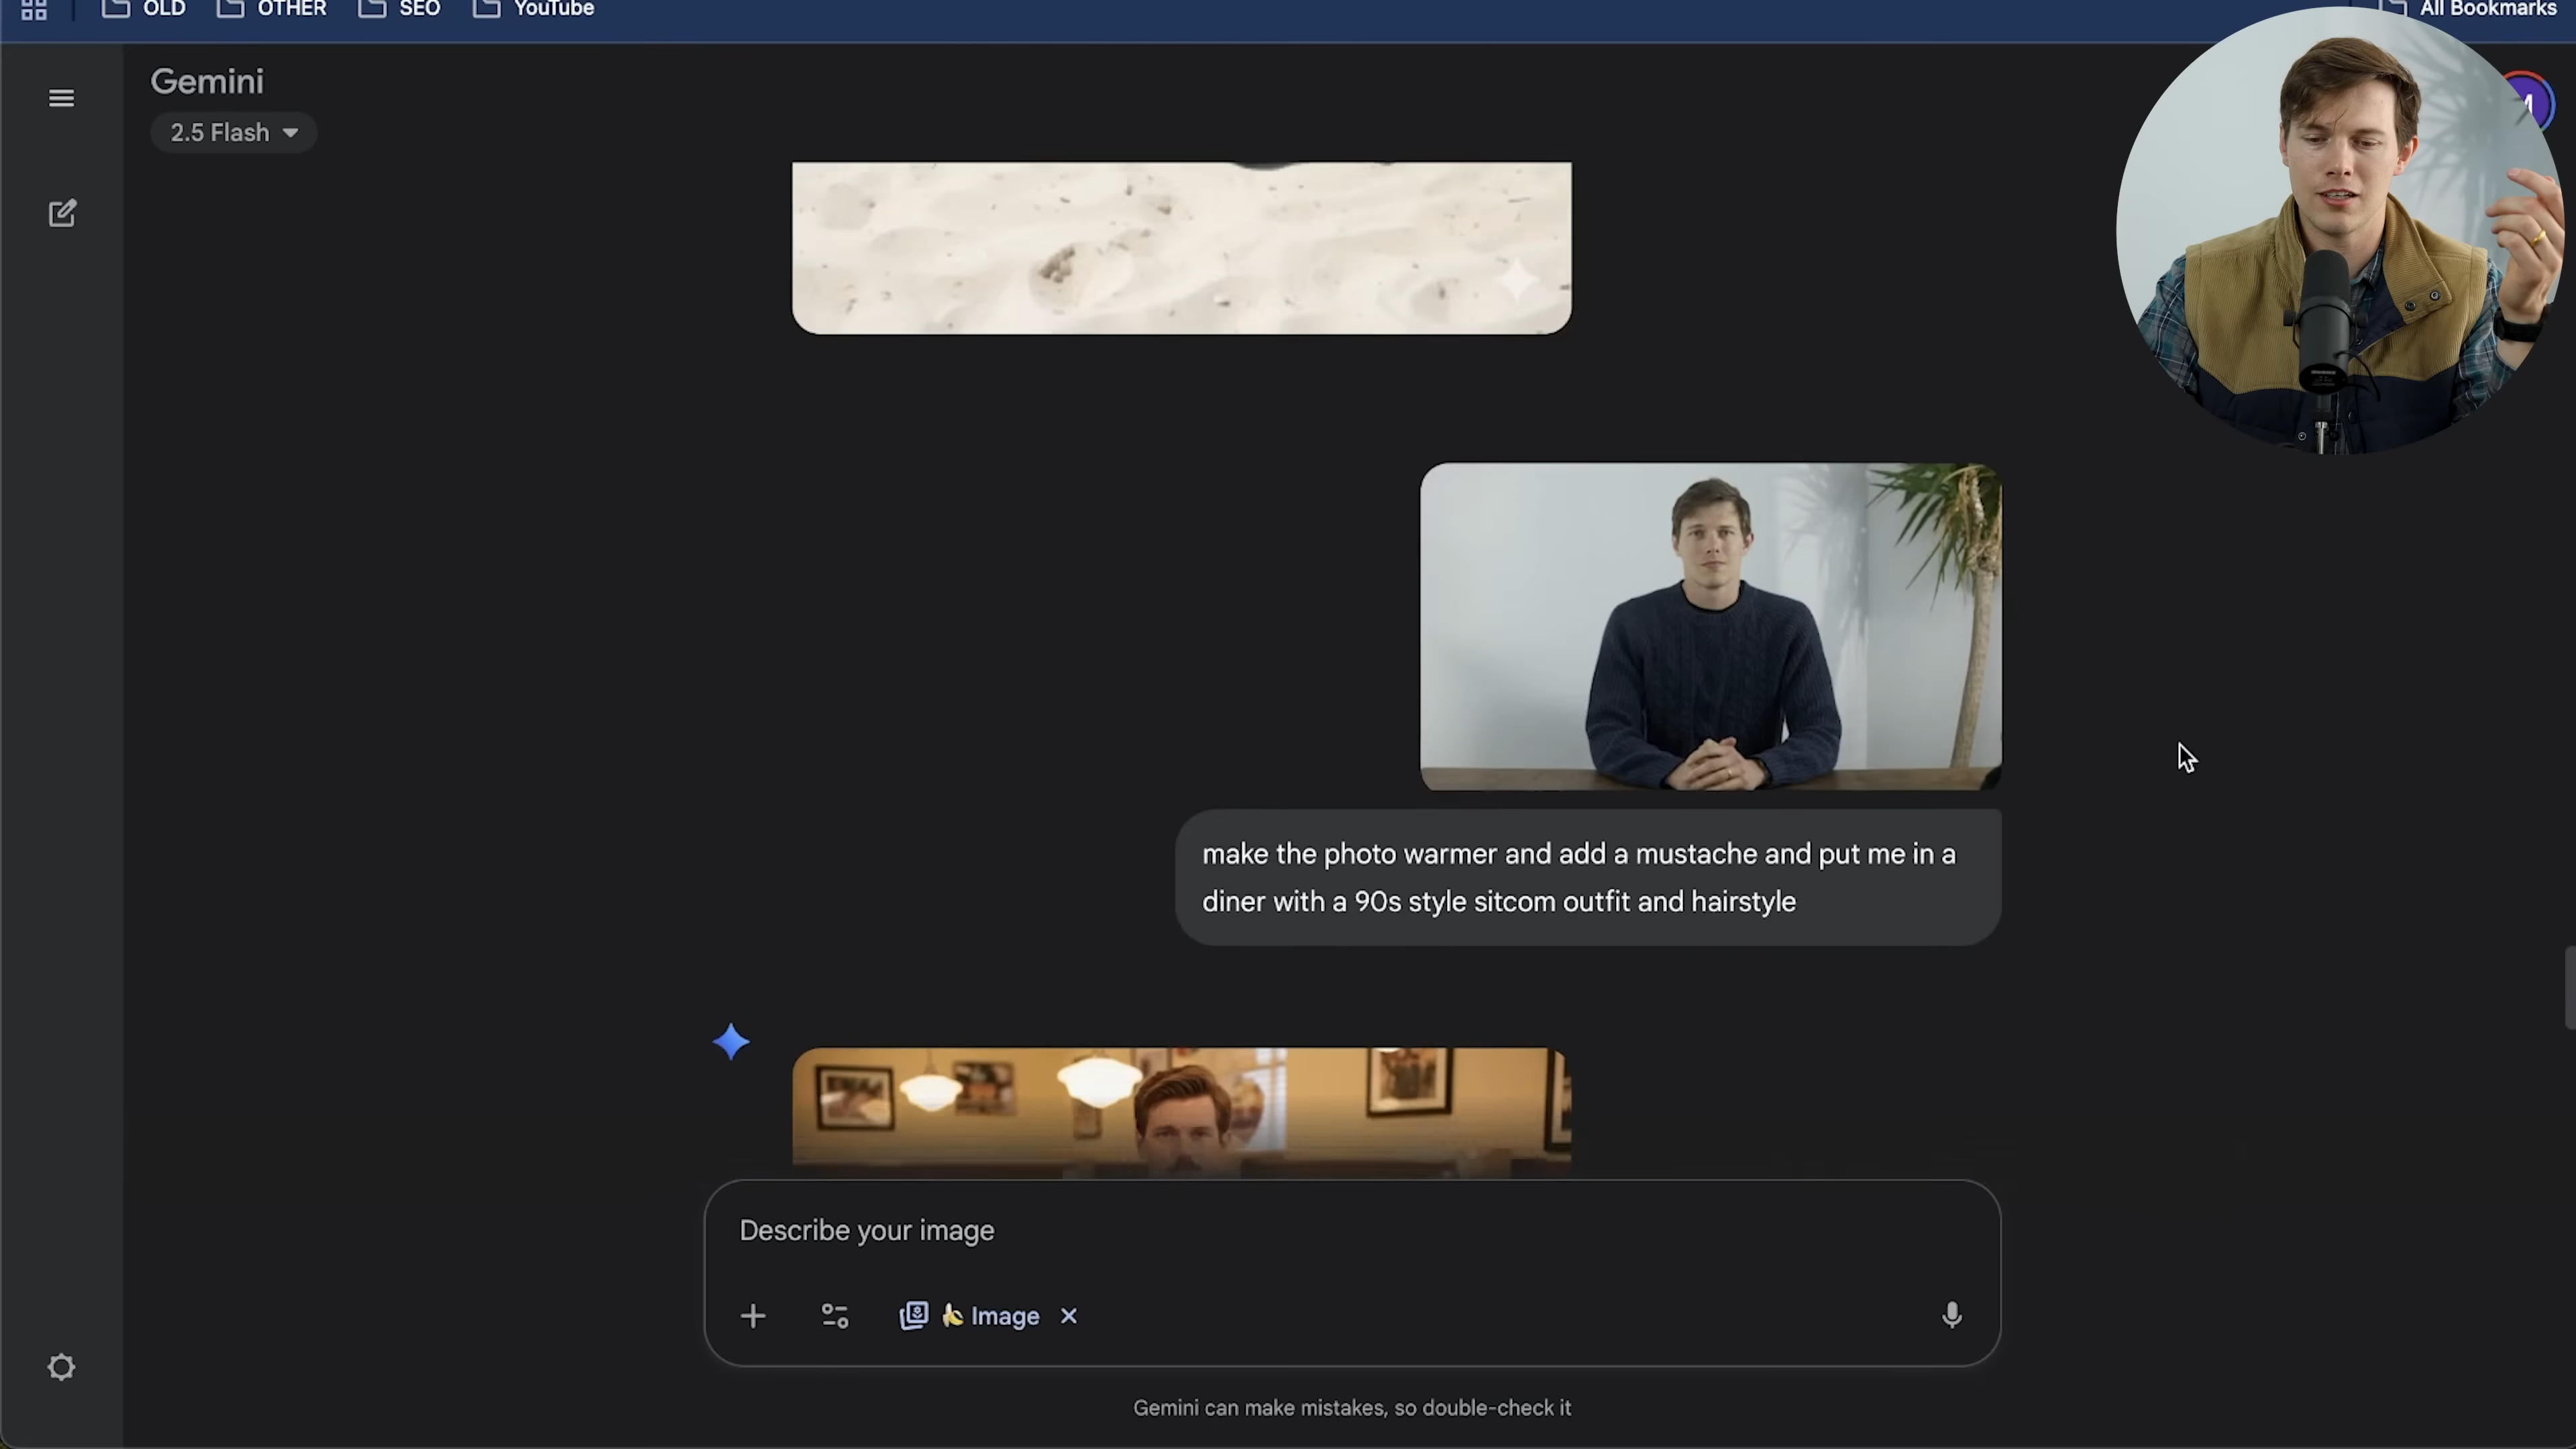 OLD
OTHER
SEO
YouTube
All Bookmarks
Gemini
2.5 Flash
make the photo warmer and add a mustache and put me in a
diner with a 90s style sitcom outfit and hairstyle
Describe your image
Image
Gemini can make mistakes, so double-check it